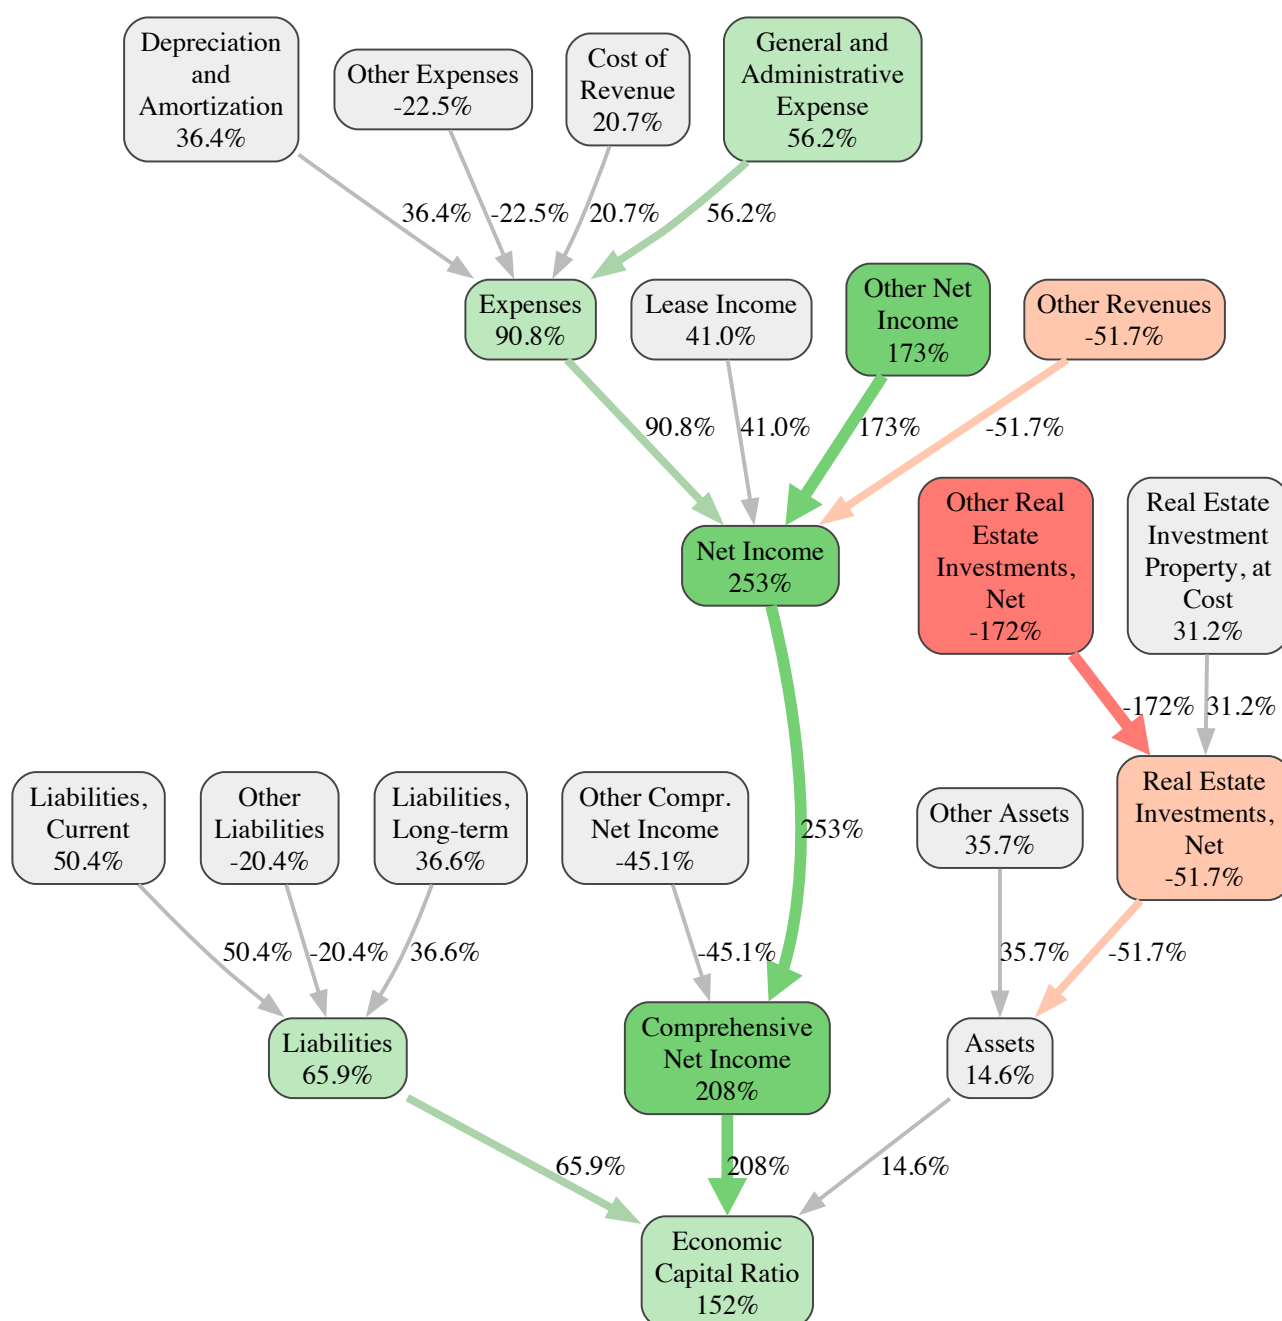 Depreciation
and
Amortization
36.4%
Other Expenses
-22.5%
Cost of
Revenue
20.7%
General and
Administrative
Expense
56.2%
36.4%
-22.5%
20.7%
56.2%
Expenses
90.8%
Lease Income
41.0%
Other Net
Income
173%
Other Revenues
-51.7%
90.8%
41.0%
173%
-51.7%
Net Income
253%
Other Real
Estate
Investments,
Net
-172%
Real Estate
Investment
Property, at
Cost
31.2%
-172%
31.2%
Liabilities,
Current
50.4%
Other
Liabilities
-20.4%
Liabilities,
Long-term
36.6%
Other Compr.
Net Income
-45.1%
253%
Other Assets
35.7%
Real Estate
Investments,
Net
-51.7%
50.4%
-20.4%
36.6%
-45.1%
35.7%
-51.7%
Liabilities
65.9%
Comprehensive
Net Income
208%
Assets
14.6%
65.9%
208%
14.6%
Economic
Capital Ratio
152%